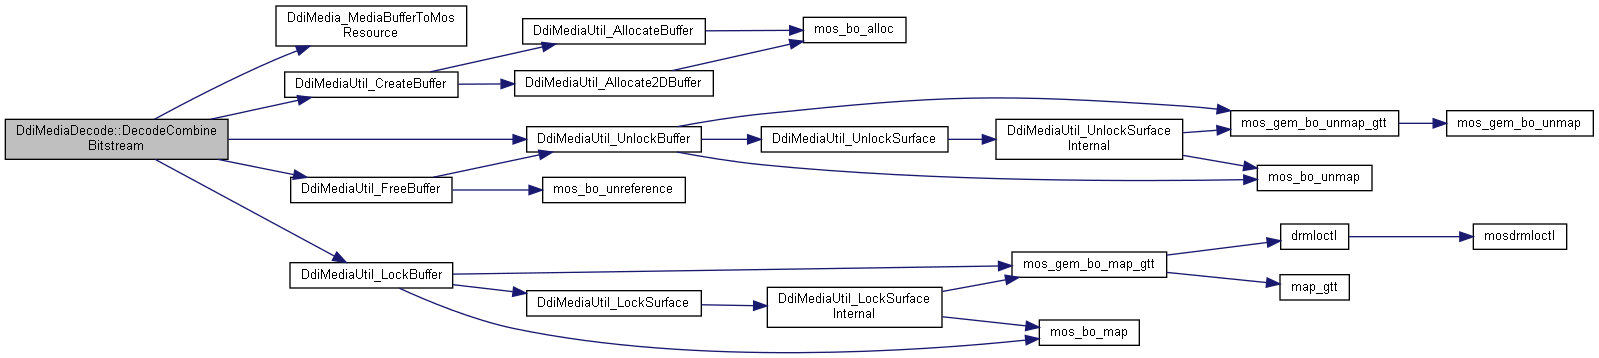 DdiMedia_MediaBufferToMos
Resource
DdiMediaUtil_AllocateBuffer
mos_bo_alloc
DdiMediaUtil_CreateBuffer
DdiMediaUtil_Allocate2DBuffer
DdiMediaDecode::DecodeCombine
Bitstream
DdiMediaUtil_UnlockBuffer
DdiMediaUtil_UnlockSurface
DdiMediaUtil_UnlockSurface
Internal
mos_gem_bo_unmap_gtt
mos_gem_bo_unmap
mos_bo_unmap
DdiMediaUtil_FreeBuffer
mos_bo_unreference
DdiMediaUtil_LockBuffer
DdiMediaUtil_LockSurface
DdiMediaUtil_LockSurface
Internal
mos_gem_bo_map_gtt
drmIoctl
mosdrmIoctl
map_gtt
mos_bo_map